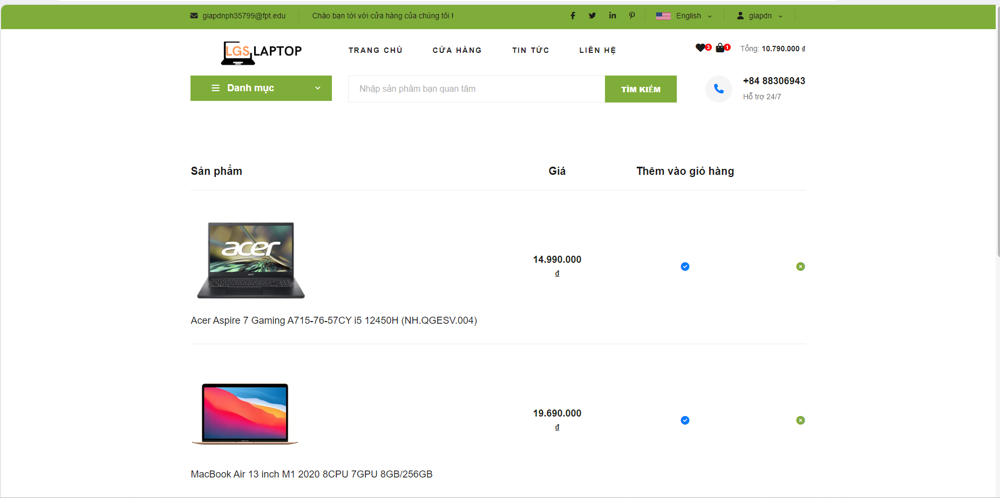 giapdnph35799@fpt.edu
Chào bạn tới với cửa hàng của chúng tôi !
English
giapdn
LGS LAPTOP
TRANG CHỦ
CỬA HÀNG
TIN TỨC
LIÊN HỆ
3
1
Tổng: 10.790.000 đ
Danh mục
Nhập sản phẩm bạn quan tâm
TÌM KIẾM
+84 88306943
Hỗ trợ 24/7
Sản phẩm
Giá
Thêm vào giỏ hàng
acer
acer
14.990.000
đ
Acer Aspire 7 Gaming A715-76-57CY i5 12450H (NH.QGESV.004)
19.690.000
đ
MacBook Air 13 inch M1 2020 8CPU 7GPU 8GB/256GB